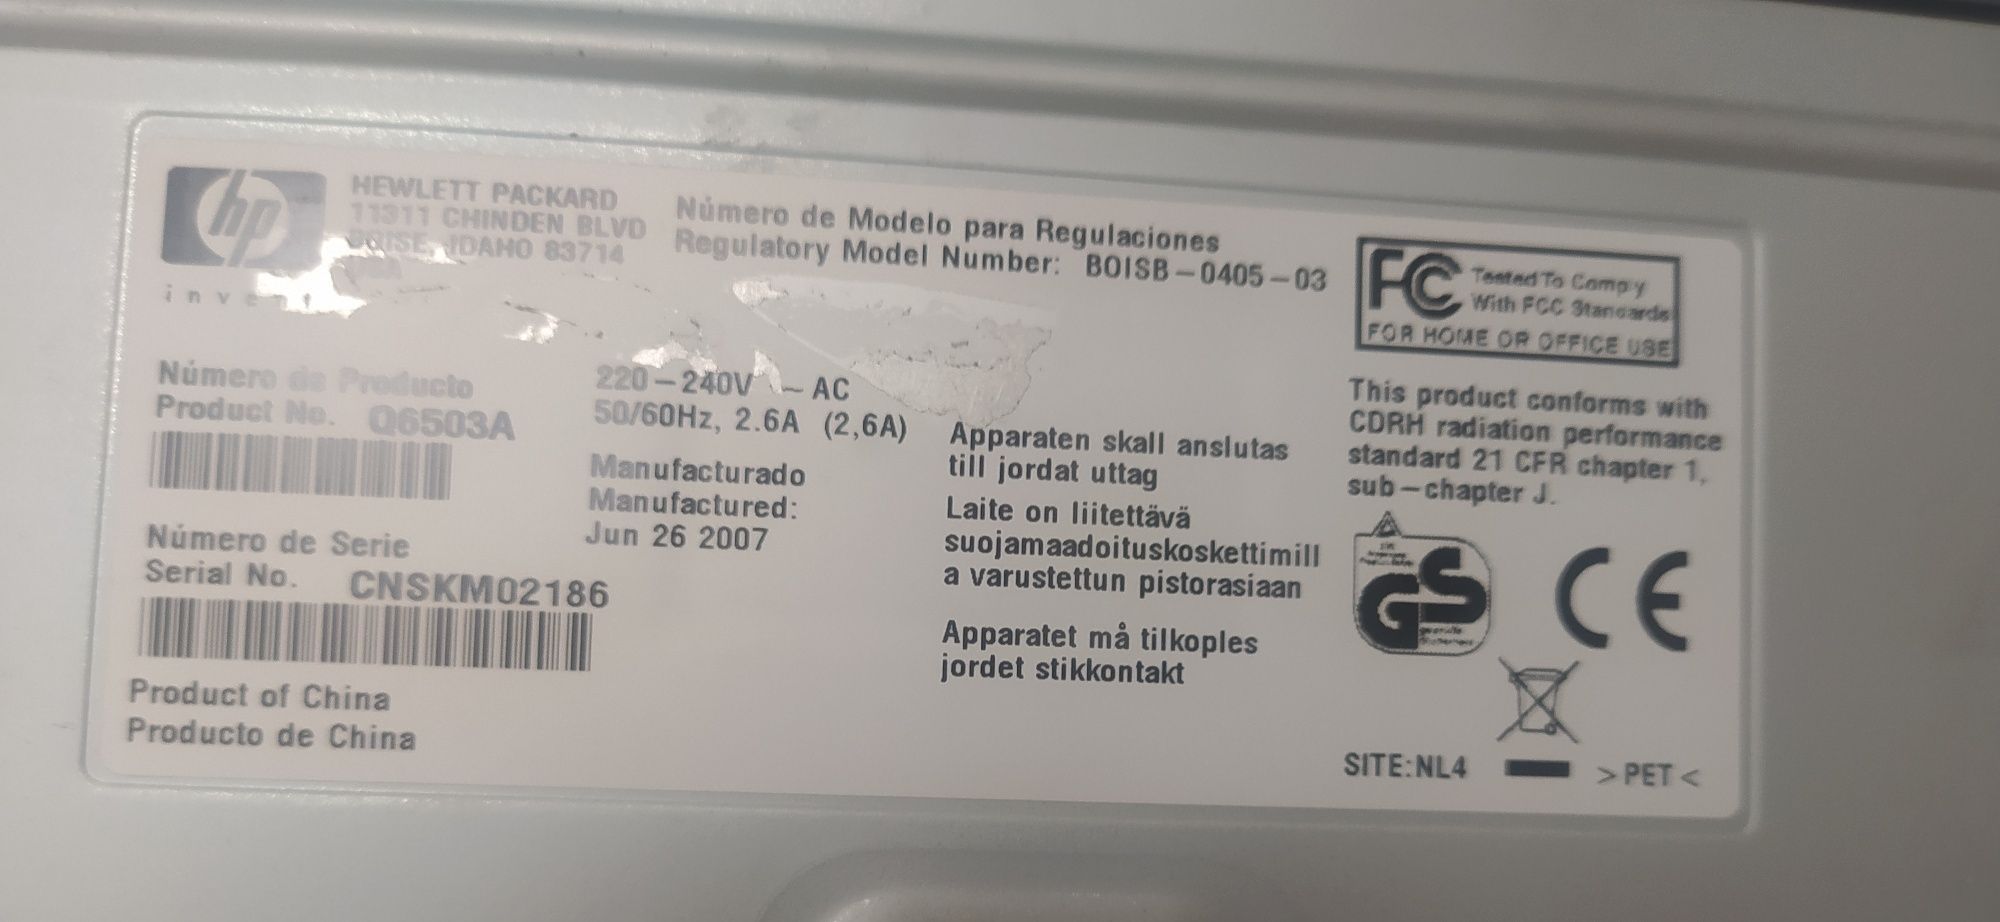 hp
invent
HEWLETT PACKARD
11311 CHINDEN BLVD
BOISE, IDAHO 83714
Número de Modelo para Regulaciones
Regulatory Model Number: BOISB-0405-03
Número de Producto
Product No. Q6503A
220-240V ~ AC
50/60Hz, 2.6A (2,6A)
Manufacturado
Manufactured:
Jun 26 2007
Número de Serie
Serial No. CNSKM02186
Product of China
Producto de China
Apparaten skall anslutas
till jordat uttag
Laite on liitettävä
suojamaadoituskoskettimill
a varustettun pistorasiaan
Apparatet må tilkoples
jordet stikkontakt
FC Tested To Comply
With FCC Standards
FOR HOME OR OFFICE USE
This product conforms with
CDRH radiation performance
standard 21 CFR chapter 1,
sub-chapter J.
GS
CE
SITE:NL4
>PET<